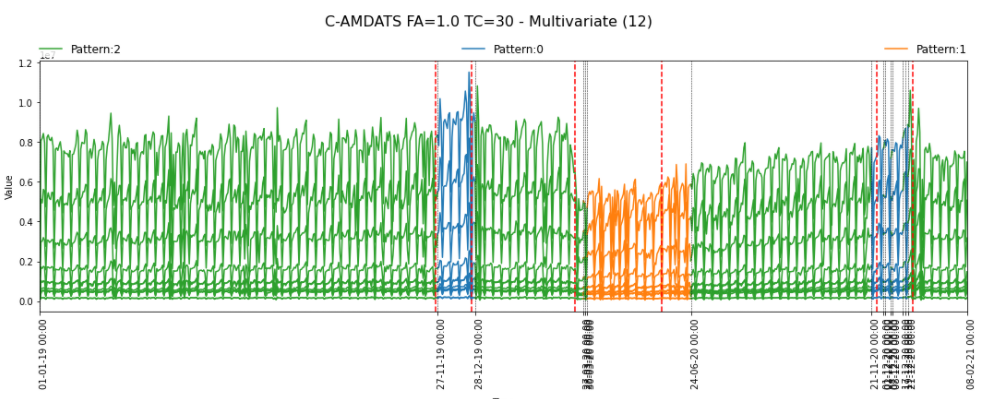 C-AMDATS FA=1.0 TC=30 - Multivariate (12)
Pattern:2
Pattern:0
Pattern:1
1e7
1.2
1.0
0.8
0.6
0.4
0.2
0.0
Value
01-01-19 00:00
27-11-19 00:00
28-12-19 00:00
24-06-20 00:00
21-11-20 00:00
08-02-21 00:00